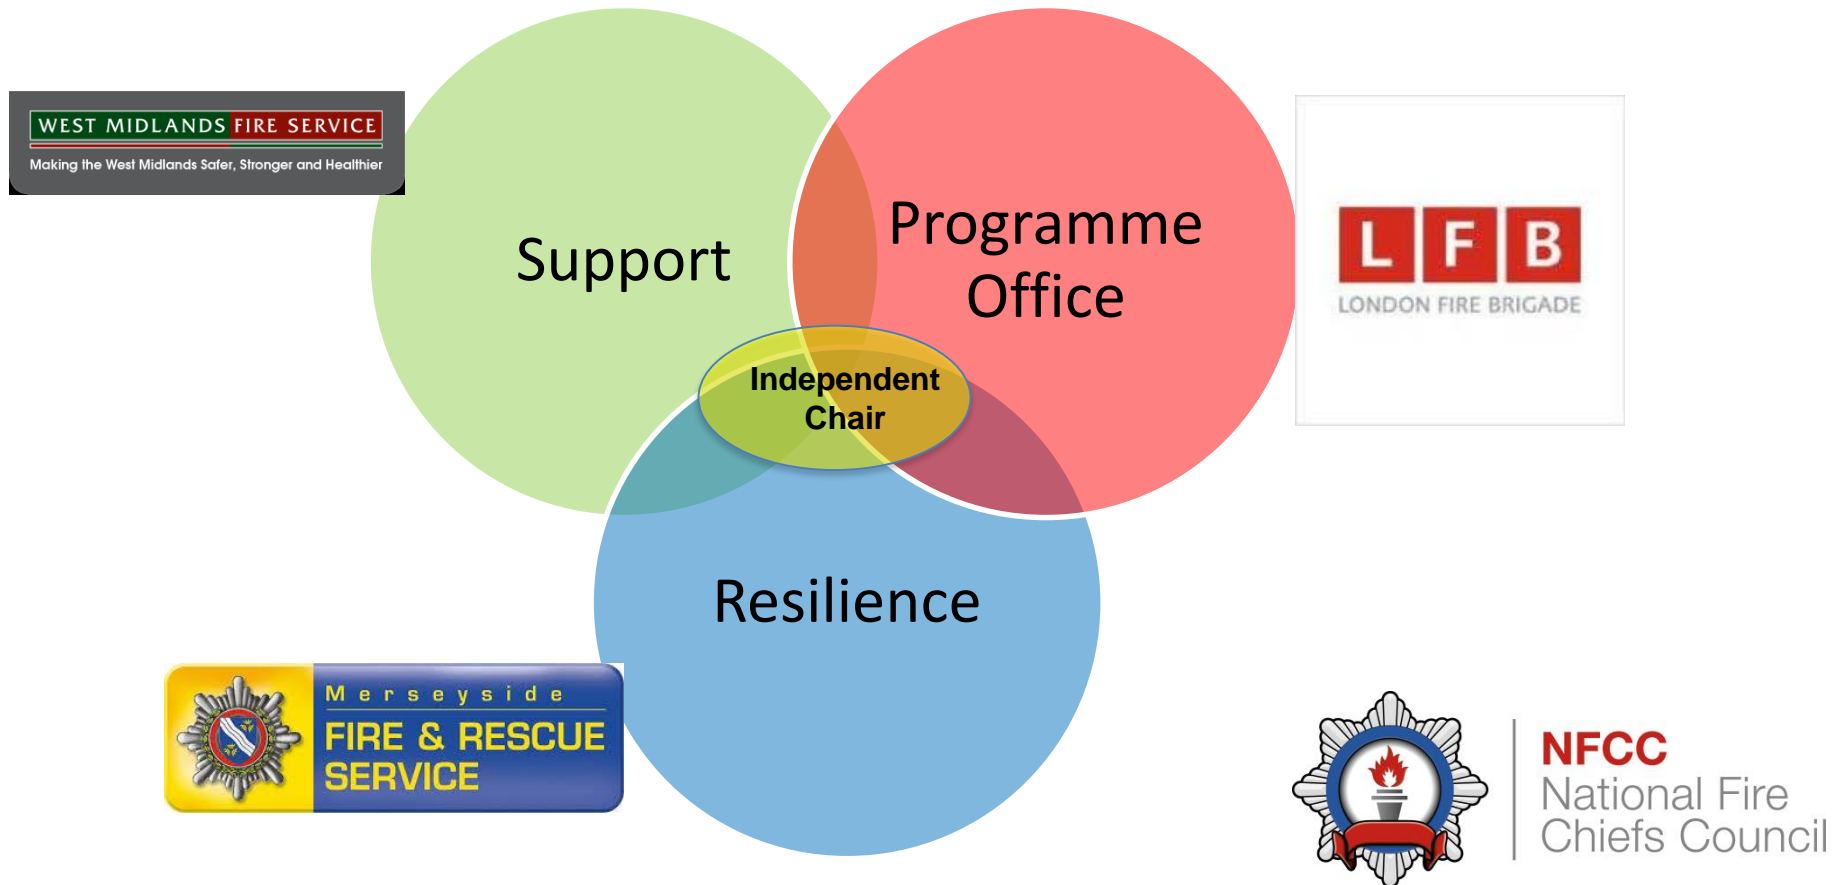 WEST MIDLANDS FIRE SERVICE
Making the West Midlands Safer, Stronger and Healthier
Support
Programme
Office
L F B
LONDON FIRE BRIGADE
Independent
Chair
Resilience
Merseyside
FIRE & RESCUE
SERVICE
NFCC
National Fire
Chiefs Council